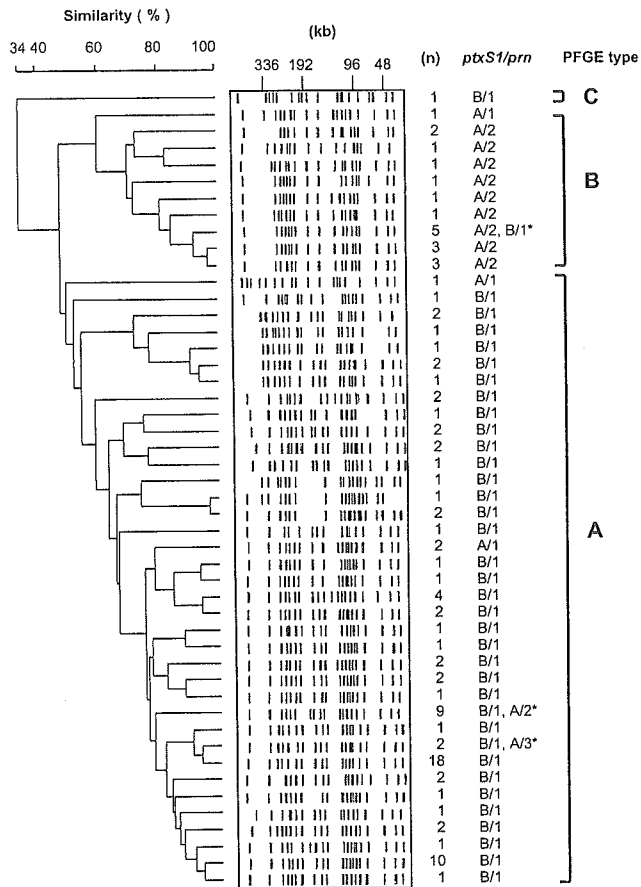 Similarity ( % )
(kb)
34 40 60 80 100
336 192 96 48
(n) ptxS1/prn PFGE type
1 B/1 C
1 A/1
2 A/2
1 A/2
1 A/2
1 A/2 B
1 A/2
1 A/2
5 A/2, B/1*
3 A/2
3 A/2
1 A/1
1 B/1
2 B/1
1 B/1
1 B/1
2 B/1
1 B/1
2 B/1
1 B/1
2 B/1
2 B/1
1 B/1
1 B/1
1 B/1
2 B/1
1 B/1 A
2 A/1
1 B/1
1 B/1
4 B/1
2 B/1
1 B/1
1 B/1
2 B/1
2 B/1
1 B/1
9 B/1, A/2*
1 B/1
2 B/1, A/3*
18 B/1
2 B/1
1 B/1
1 B/1
2 B/1
1 B/1
10 B/1
1 B/1